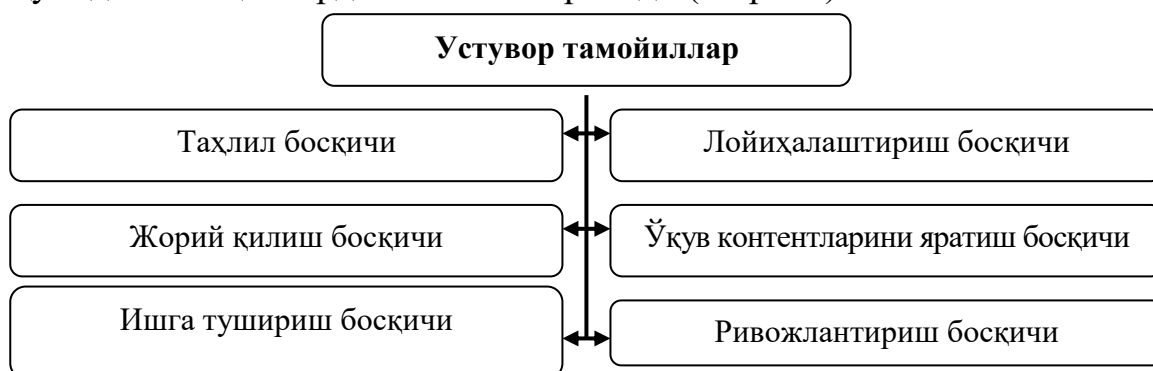 Устувор тамойиллар
Таҳлил босқичи
Лойиҳалаштириш босқичи
Жорий қилиш босқичи
Ўқув контентларини яратиш босқичи
Ишга тушириш босқичи
Ривожлантириш босқичи